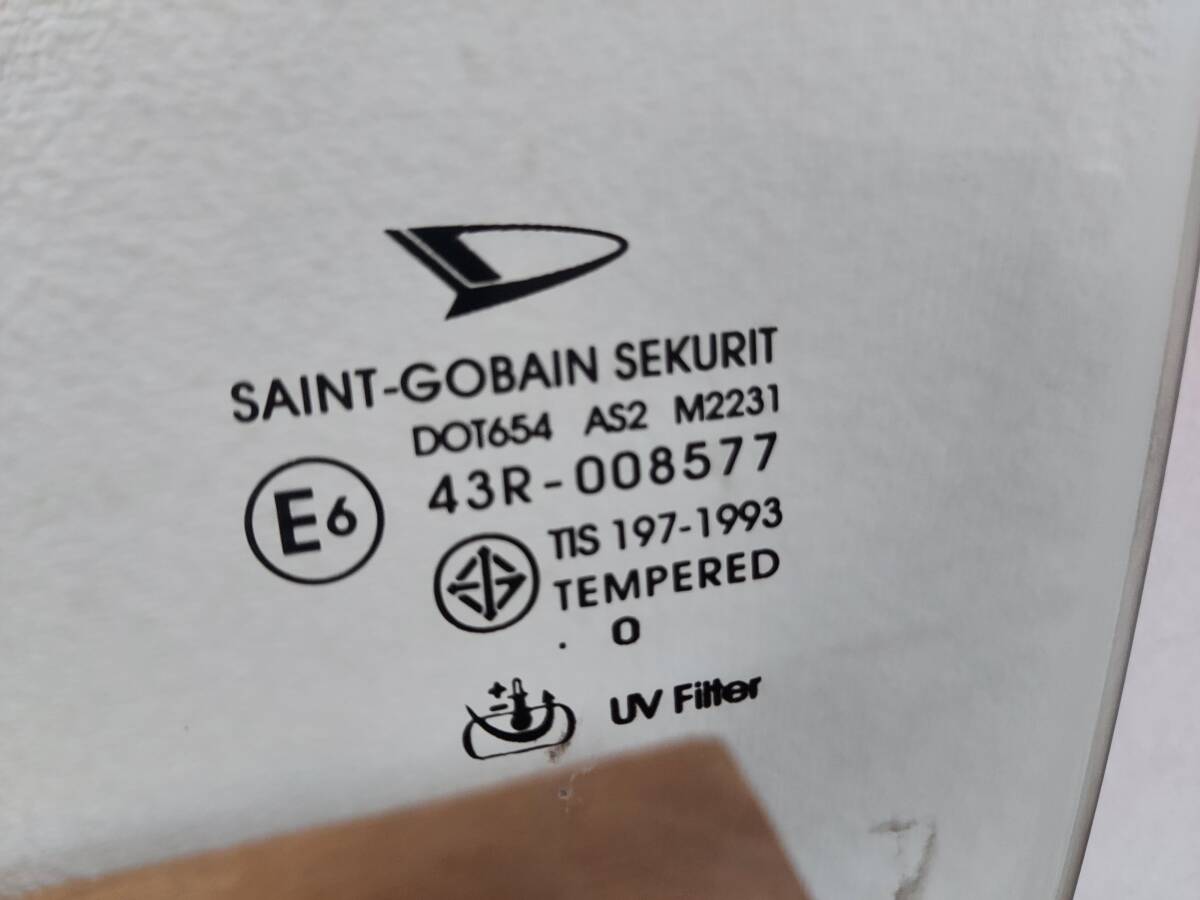 SAINT-GOBAIN SEKURIT
DOT654 AS2 M2231
E6 43R-008577
TIS 197-1993
TEMPERED
. 0
UV Filter